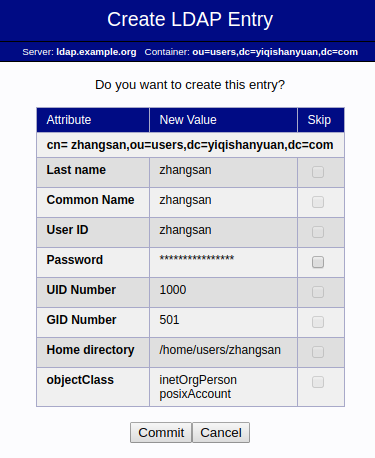 Create LDAP Entry
Server: ldap.example.org Container: ou=users,dc=yiqishanyuan,dc=com
Do you want to create this entry?
Attribute New Value Skip
cn= zhangsan,ou=users,dc=yiqishanyuan,dc=com
Last name zhangsan
Common Name zhangsan
User ID zhangsan
Password ****************
UID Number 1000
GID Number 501
Home directory /home/users/zhangsan
objectClass inetOrgPerson
posixAccount
Commit Cancel